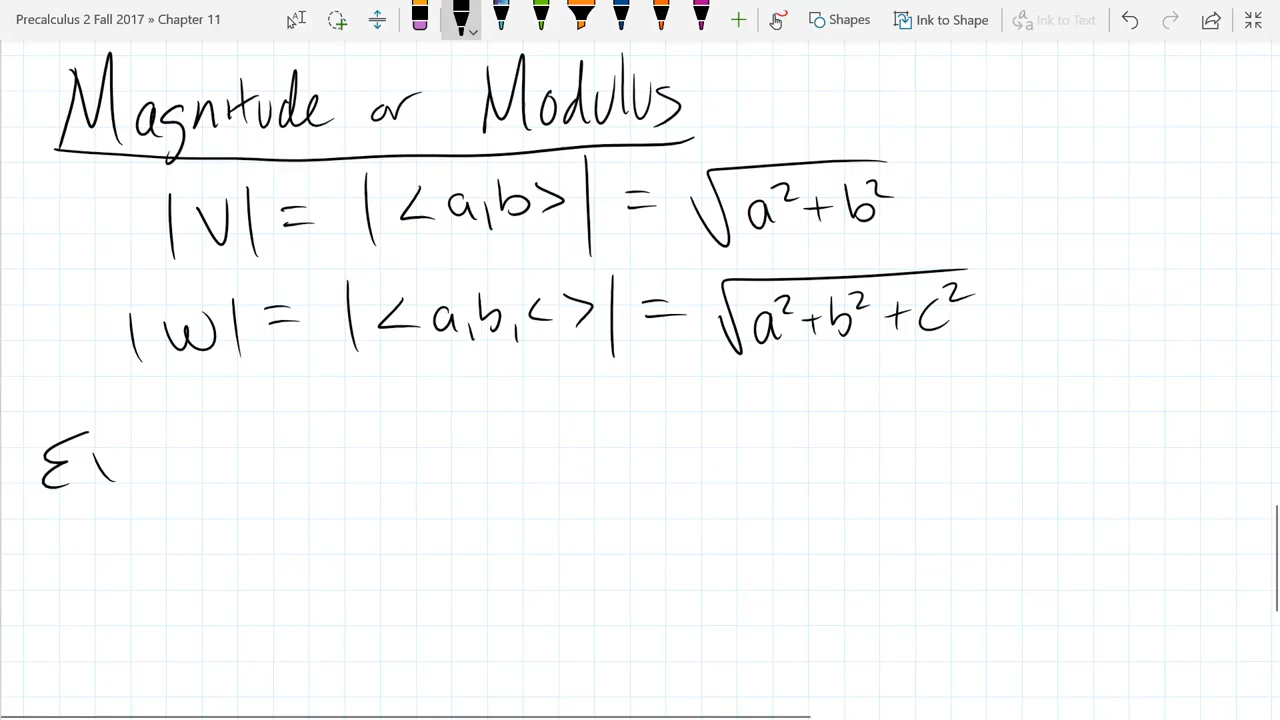 Precalculus 2 Fall 2017 » Chapter 11
Shapes
Ink to Shape
Ink to Text
Magnitude or Modulus
|V| = |<a,b>| = √(a²+b²)
|w| = |<a,b,c>| = √(a²+b²+c²)